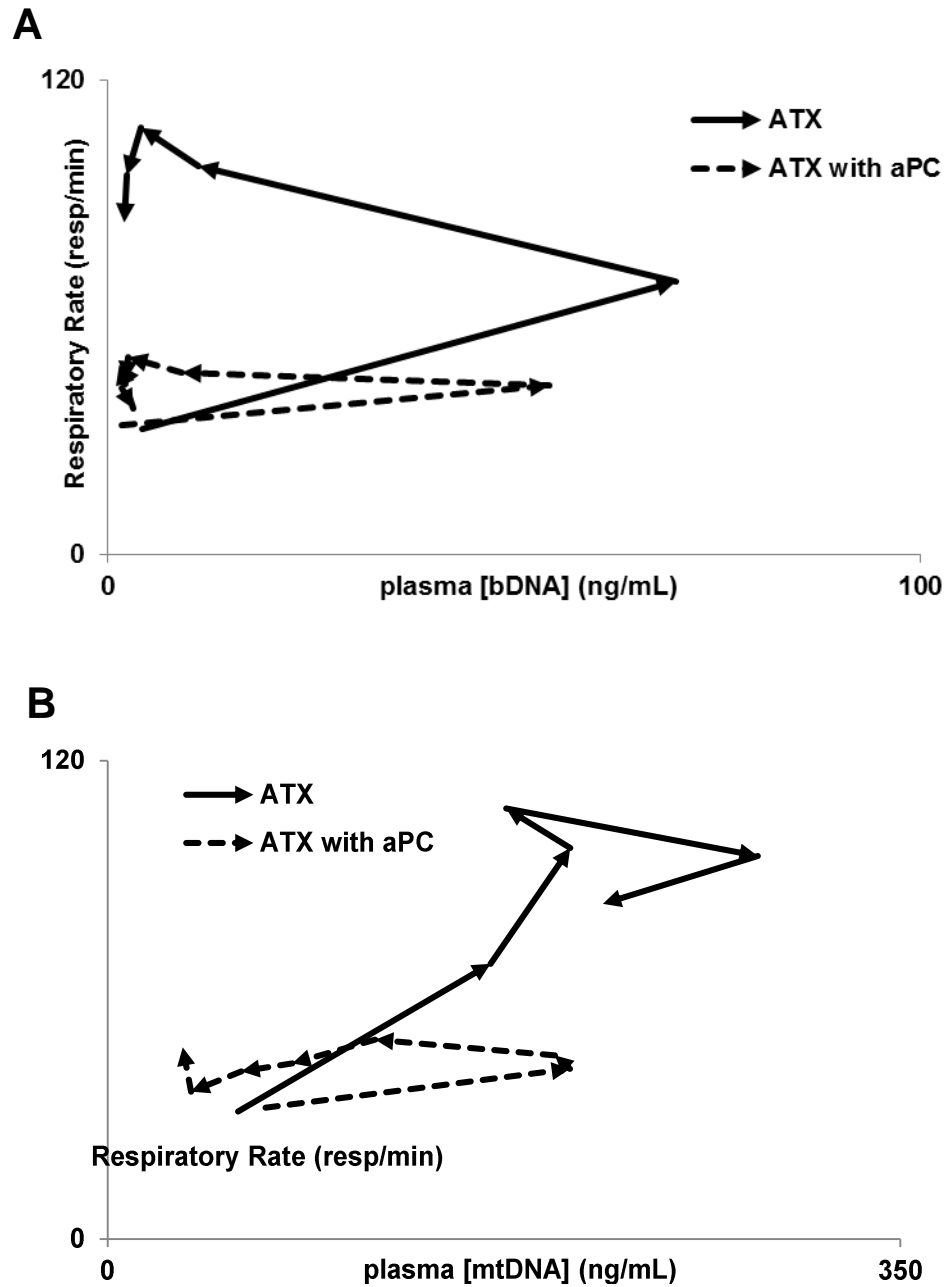 A
120
ATX
ATX with aPC
Respiratory Rate (resp/min)
0
0
plasma [bDNA] (ng/mL)
100
B
120
ATX
ATX with aPC
Respiratory Rate (resp/min)
0
0
plasma [mtDNA] (ng/mL)
350